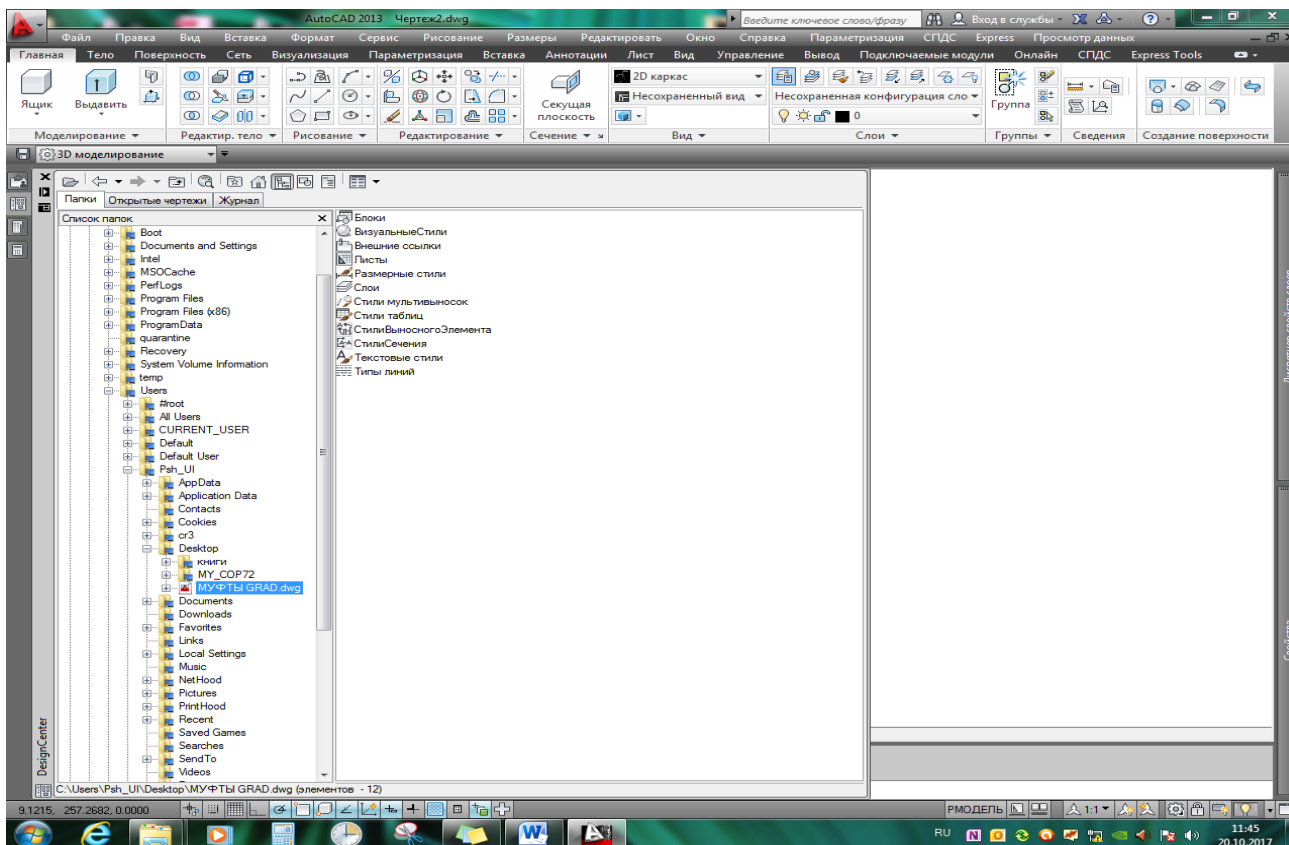 AutoCAD 2013 Чертеж2.dwg
Введите ключевое слово/фразу
Вход в службы
Файл Правка Вид Вставка Формат Сервис Рисование Размеры Редактировать Окно Справка Параметризация СПДС Express Просмотр данных
Главная Тело Поверхность Сеть Визуализация Параметризация Вставка Аннотации Лист Вид Управление Вывод Подключаемые модули Онлайн СПДС Express Tools
2D каркас
Несохраненный вид
Несохраненная конфигурация сло
0
Ящик
Выдавить
Секущая
плоскость
Группа
Моделирование Редактир. тело Рисование Редактирование Сечение Вид Слои Группы Сведения Создание поверхности
3D моделирование
Папки Открытые чертежи Журнал
Список папок
Boot
Documents and Settings
Intel
MSOCache
PerfLogs
Program Files
Program Files (x86)
ProgramData
quarantine
Recovery
System Volume Information
temp
Users
#root
All Users
CURRENT_USER
Default
Default User
Psh_UI
AppData
Application Data
Contacts
Cookies
cr3
Desktop
книги
MY_COP72
МУФТЫ GRAD.dwg
Documents
Downloads
Favorites
Links
Local Settings
Music
NetHood
Pictures
PrintHood
Recent
Saved Games
Searches
SendTo
Videos
Блоки
ВизуальныеСтили
Внешние ссылки
Листы
Размерные стили
Слои
Стили мультивыносок
Стили таблиц
СтилиВыносногоЭлемента
СтилиСечения
Текстовые стили
Типы линий
DesignCenter
Свойства
C:\Users\Psh_UI\Desktop\МУФТЫ GRAD.dwg (элементов - 12)
9.1215, 257.2682, 0.0000
РМОДЕЛЬ
1:1
RU
11:45
20.10.2017